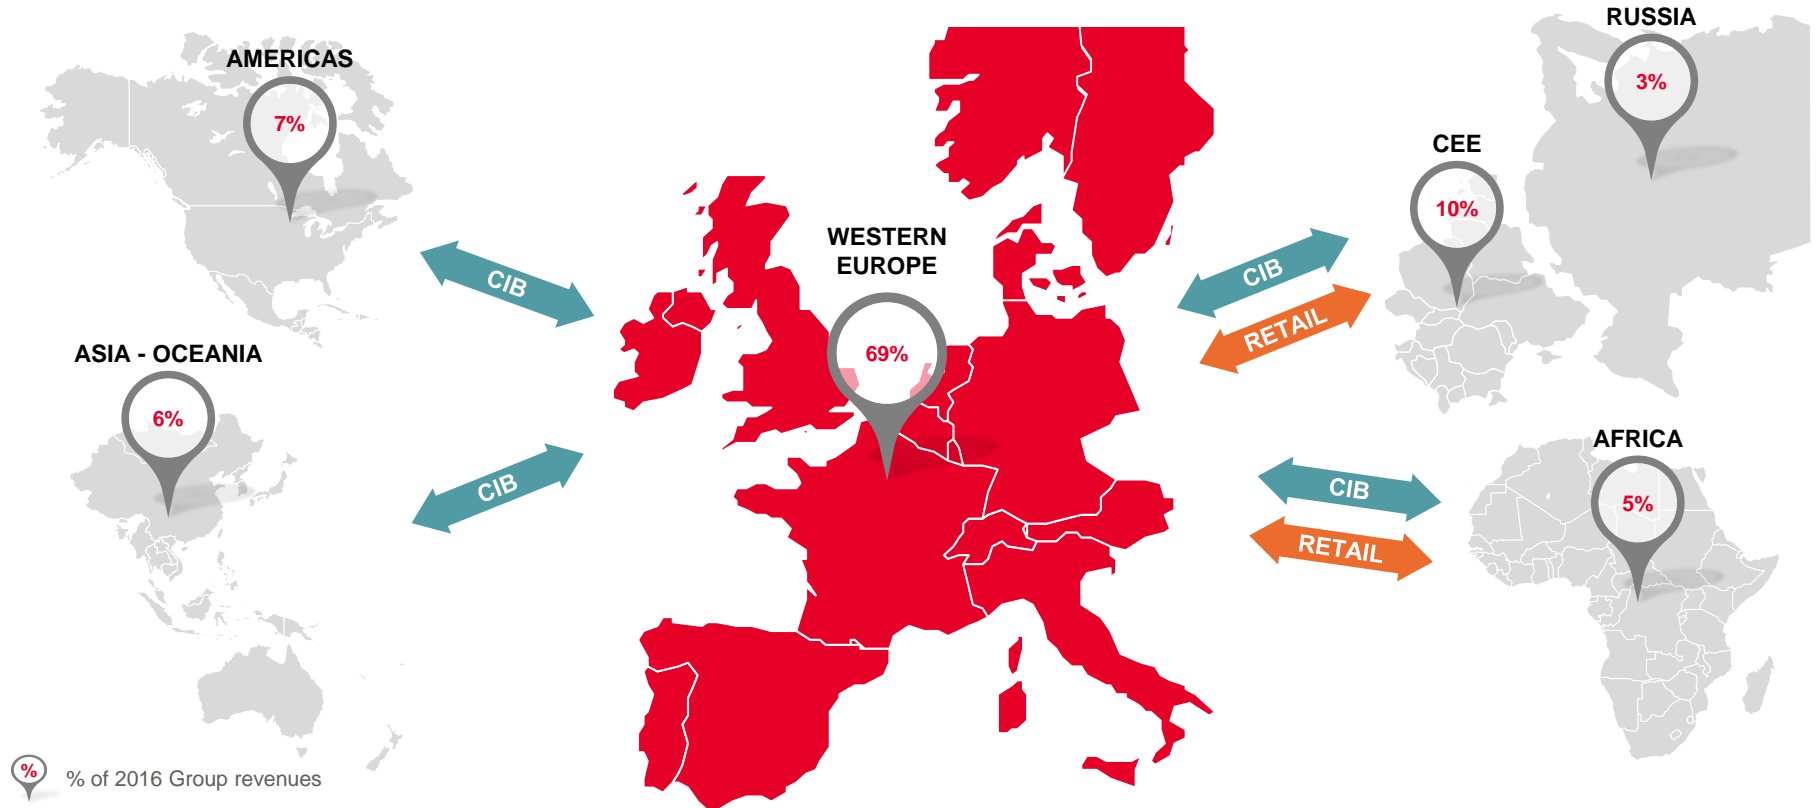 AMERICAS
7%
ASIA - OCEANIA
6%
CIB
CIB
WESTERN
EUROPE
69%
CIB
RETAIL
CIB
RETAIL
RUSSIA
3%
CEE
10%
AFRICA
5%
% % of 2016 Group revenues